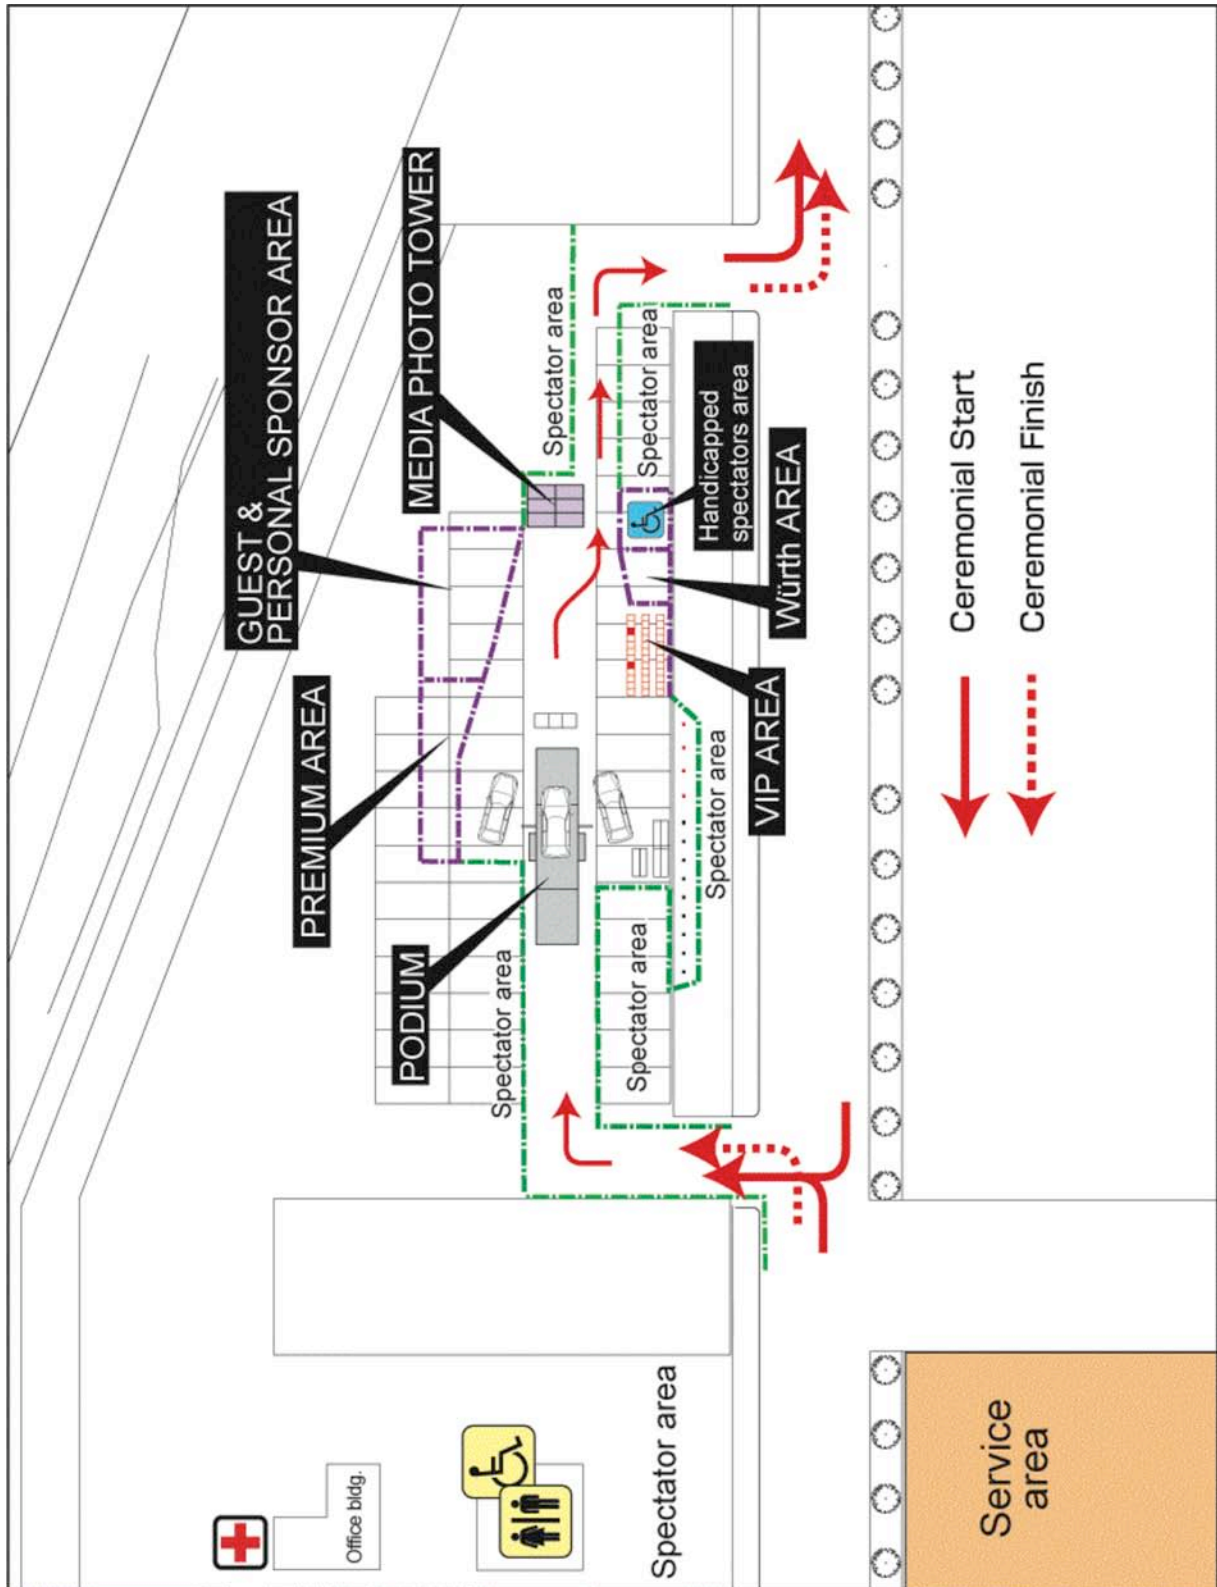 GUEST &
PERSONAL SPONSOR AREA
MEDIA PHOTO TOWER
PREMIUM AREA
PODIUM
Spectator area
Spectator area
Spectator area
Spectator area
Handicapped
spectators area
Würth AREA
VIP AREA
Spectator area
Office bldg.
Spectator area
Ceremonial Start
Ceremonial Finish
Service
area